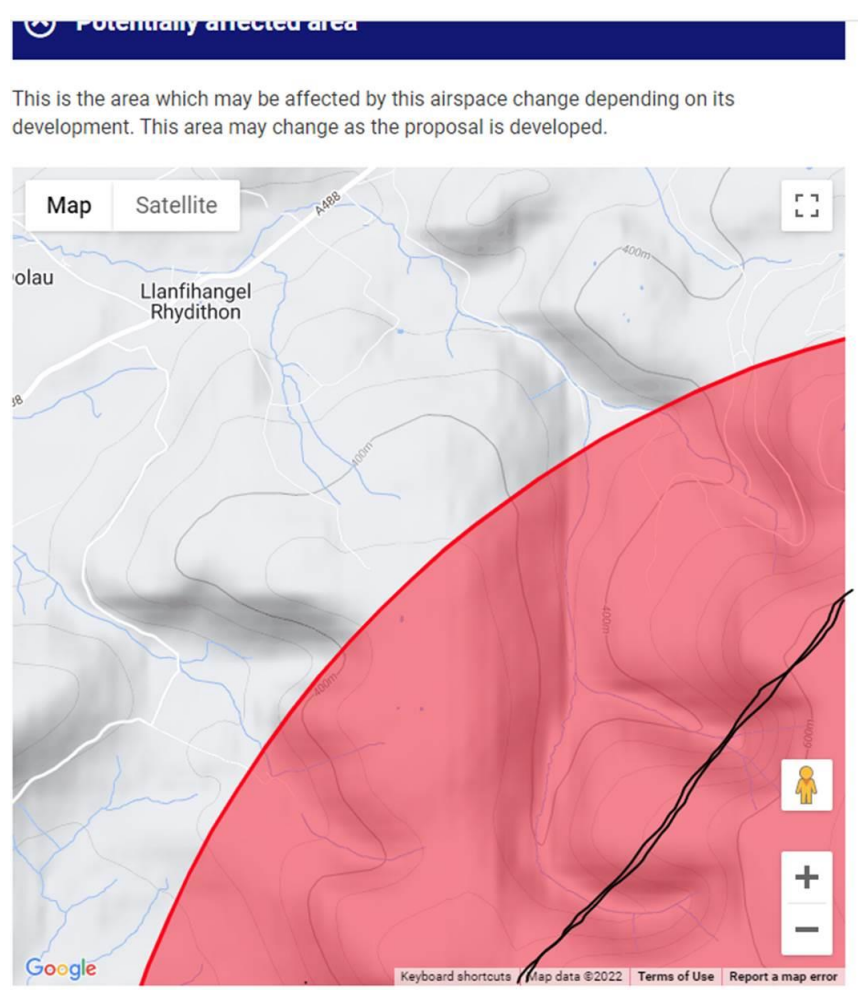 Potentially affected area
This is the area which may be affected by this airspace change depending on its
development. This area may change as the proposal is developed.
Map Satellite
A488
400m
olau
Llanfihangel
Rhydithon
88
400m
400m
400m
600m
Google
Keyboard shortcuts Map data ©2022 Terms of Use Report a map error